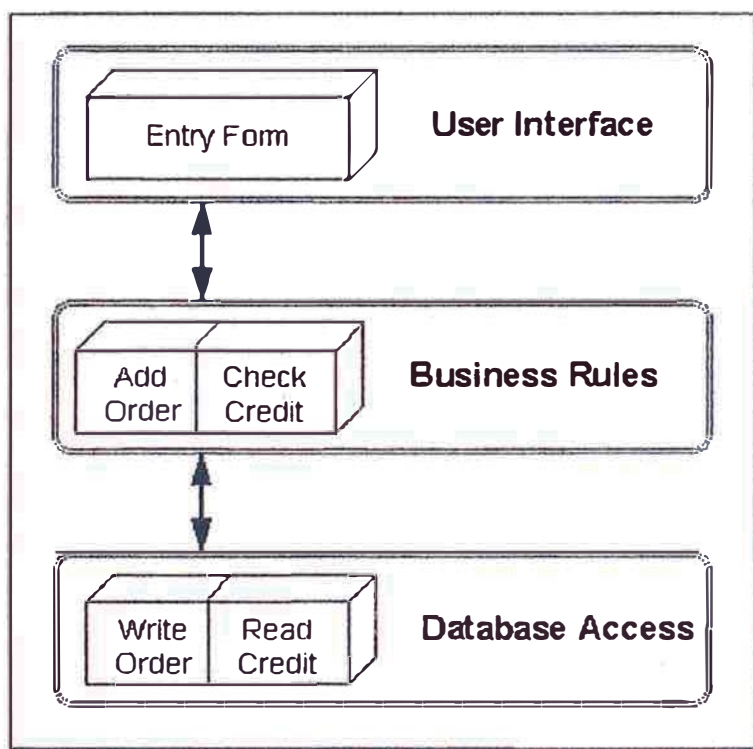 Entry Form
User Interface
Add
Order
Check
Credit
Business Rules
Write
Order
Read
Credit
Database Access